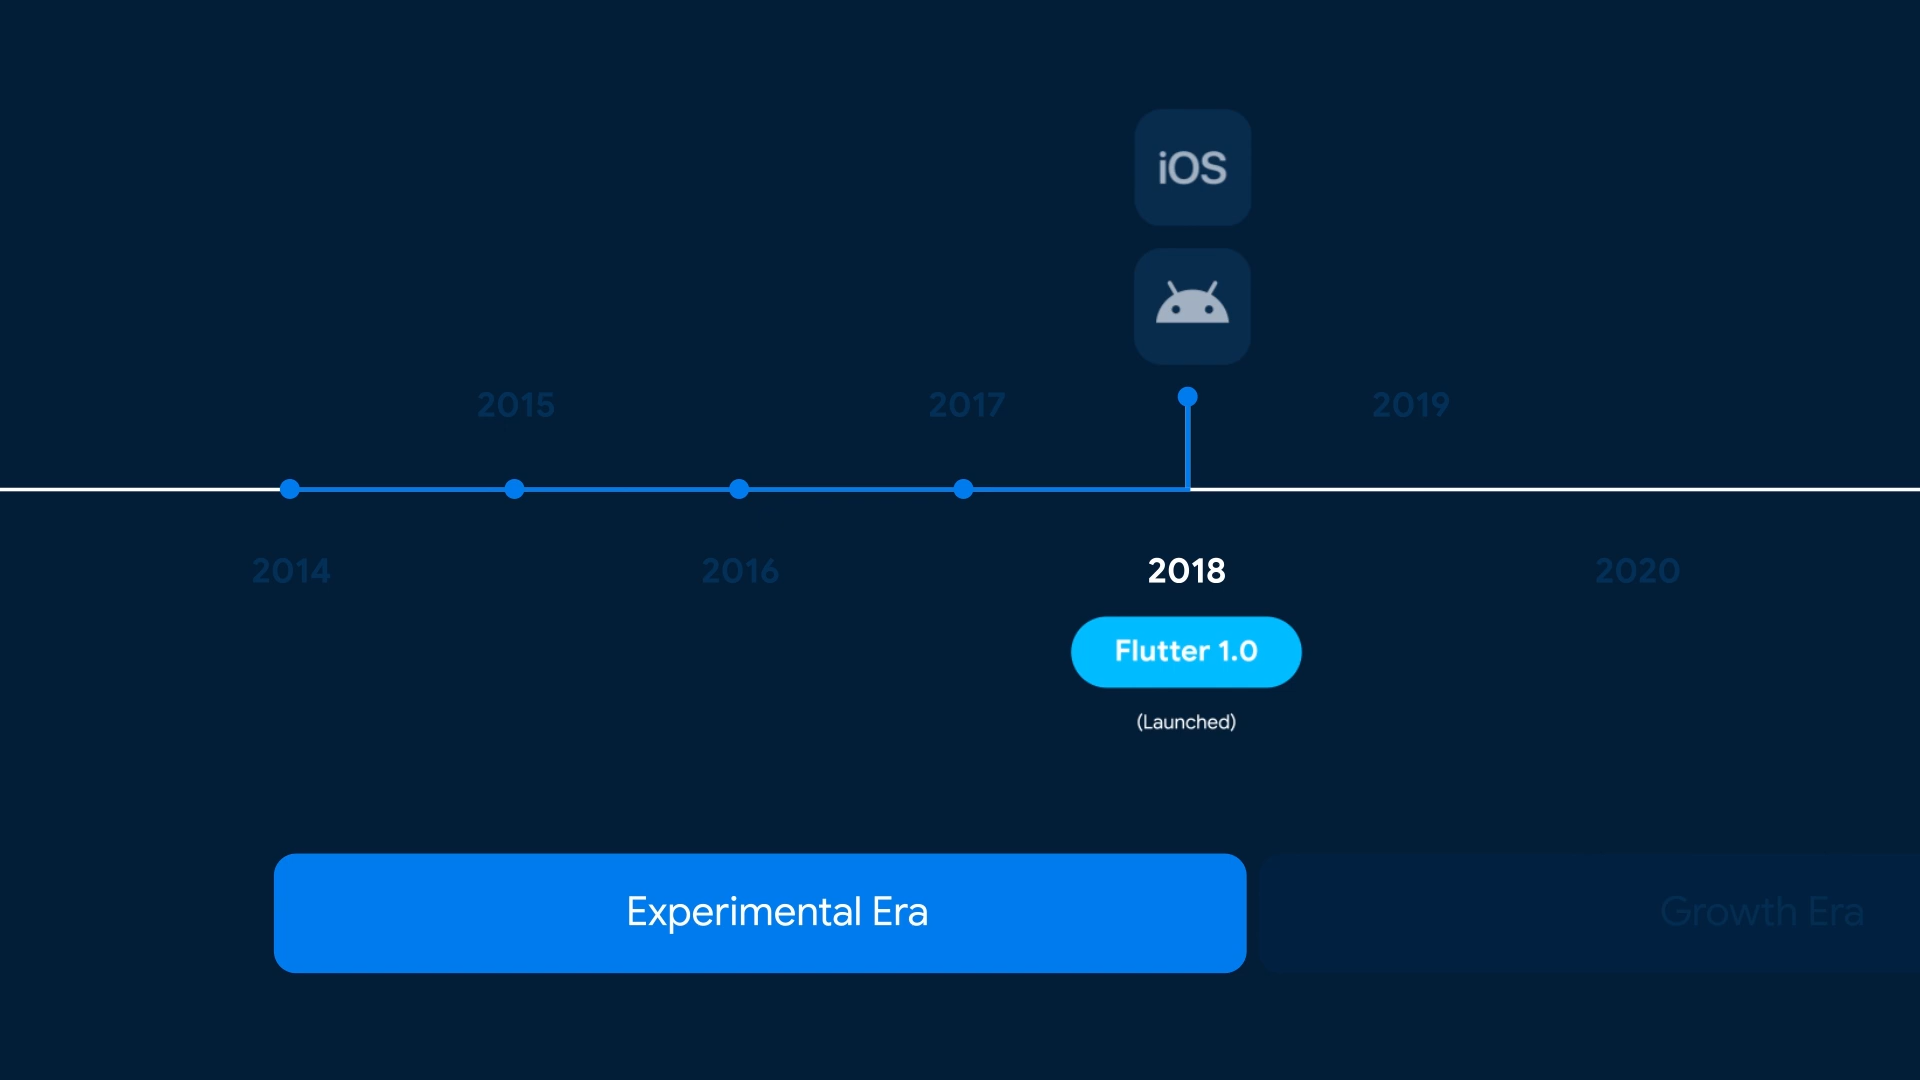 iOS
2015
2017
2019
2014
2016
2018
2020
Flutter 1.0
(Launched)
Experimental Era
Growth Era